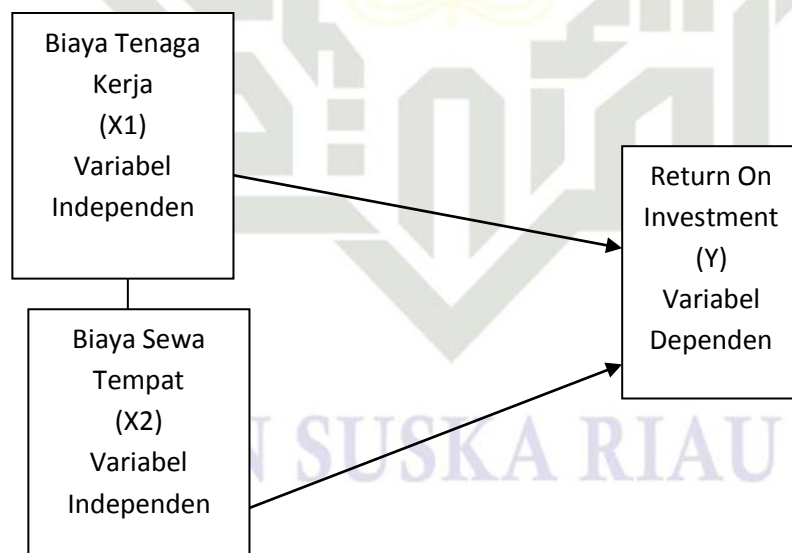 Biaya Tenaga
Kerja
(X1)
Variabel
Independen
Return On
Investment
(Y)
Variabel
Dependen
Biaya Sewa
Tempat
(X2)
Variabel
Independen
N SUSKA RIAU